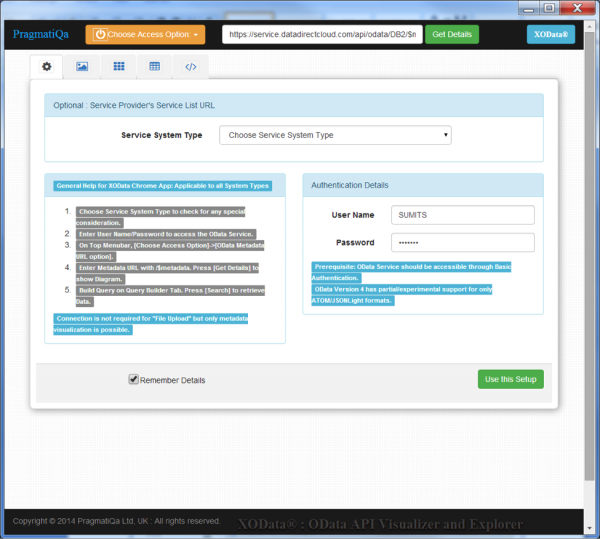 PragmatiQa
Choose Access Option:
https://service.datadirectcloud.com/api/odata/DB2/$m
Get Details
XOData®
Optional : Service Provider's Service List URL
Service System Type
Choose Service System Type
General Help for XOData Chrome App: Applicable to all System Types
1. Choose Service System Type to check for any special
consideration.
2. Enter User Name/Password to access the OData Service.
3. On Top Menubar, [Choose Access Option]->[OData Metadata
URL option].
4. Enter Metadata URL with /$metadata. Press [Get Details] to
show Diagram.
5. Build Query on Query Builder Tab. Press [Search] to retrieve
Data.
Connection is not required for "File Upload" but only metadata
visualization is possible.
Authentication Details
User Name
SUMITS
Password
•••••••
Prerequisite: OData Service should be accessible through Basic
Authentication.
OData Version 4 has partial/experimental support for only
ATOM/JSONLight formats.
Remember Details
Use this Setup
Copyright © 2014 PragmatiQa Ltd, UK : All rights reserved.
XOData® : OData API Visualizer and Explorer